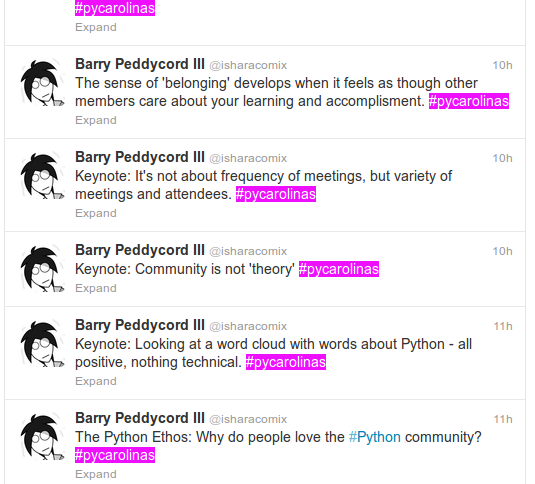 #pycarolinas
Expand
Barry Peddycord III @isharacomix 10h
The sense of 'belonging' develops when it feels as though other
members care about your learning and accomplisment. #pycarolinas
Expand
Barry Peddycord III @isharacomix 10h
Keynote: It's not about frequency of meetings, but variety of
meetings and attendees. #pycarolinas
Expand
Barry Peddycord III @isharacomix 10h
Keynote: Community is not 'theory' #pycarolinas
Expand
Barry Peddycord III @isharacomix 11h
Keynote: Looking at a word cloud with words about Python - all
positive, nothing technical. #pycarolinas
Expand
Barry Peddycord III @isharacomix 11h
The Python Ethos: Why do people love the #Python community?
#pycarolinas
Expand